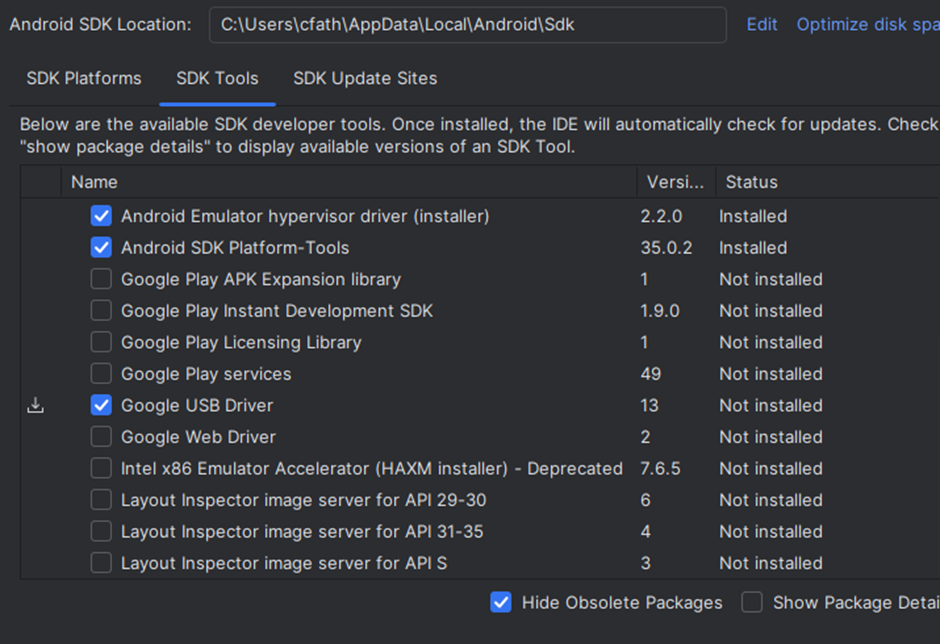 Android SDK Location: C:\Users\cfath\AppData\Local\Android\Sdk Edit Optimize disk spa
SDK Platforms SDK Tools SDK Update Sites
Below are the available SDK developer tools. Once installed, the IDE will automatically check for updates. Check
"show package details" to display available versions of an SDK Tool.
Name Versi... Status
Android Emulator hypervisor driver (installer) 2.2.0 Installed
Android SDK Platform-Tools 35.0.2 Installed
Google Play APK Expansion library 1 Not installed
Google Play Instant Development SDK 1.9.0 Not installed
Google Play Licensing Library 1 Not installed
Google Play services 49 Not installed
Google USB Driver 13 Not installed
Google Web Driver 2 Not installed
Intel x86 Emulator Accelerator (HAXM installer) - Deprecated 7.6.5 Not installed
Layout Inspector image server for API 29-30 6 Not installed
Layout Inspector image server for API 31-35 4 Not installed
Layout Inspector image server for API S 3 Not installed
Hide Obsolete Packages Show Package Detai